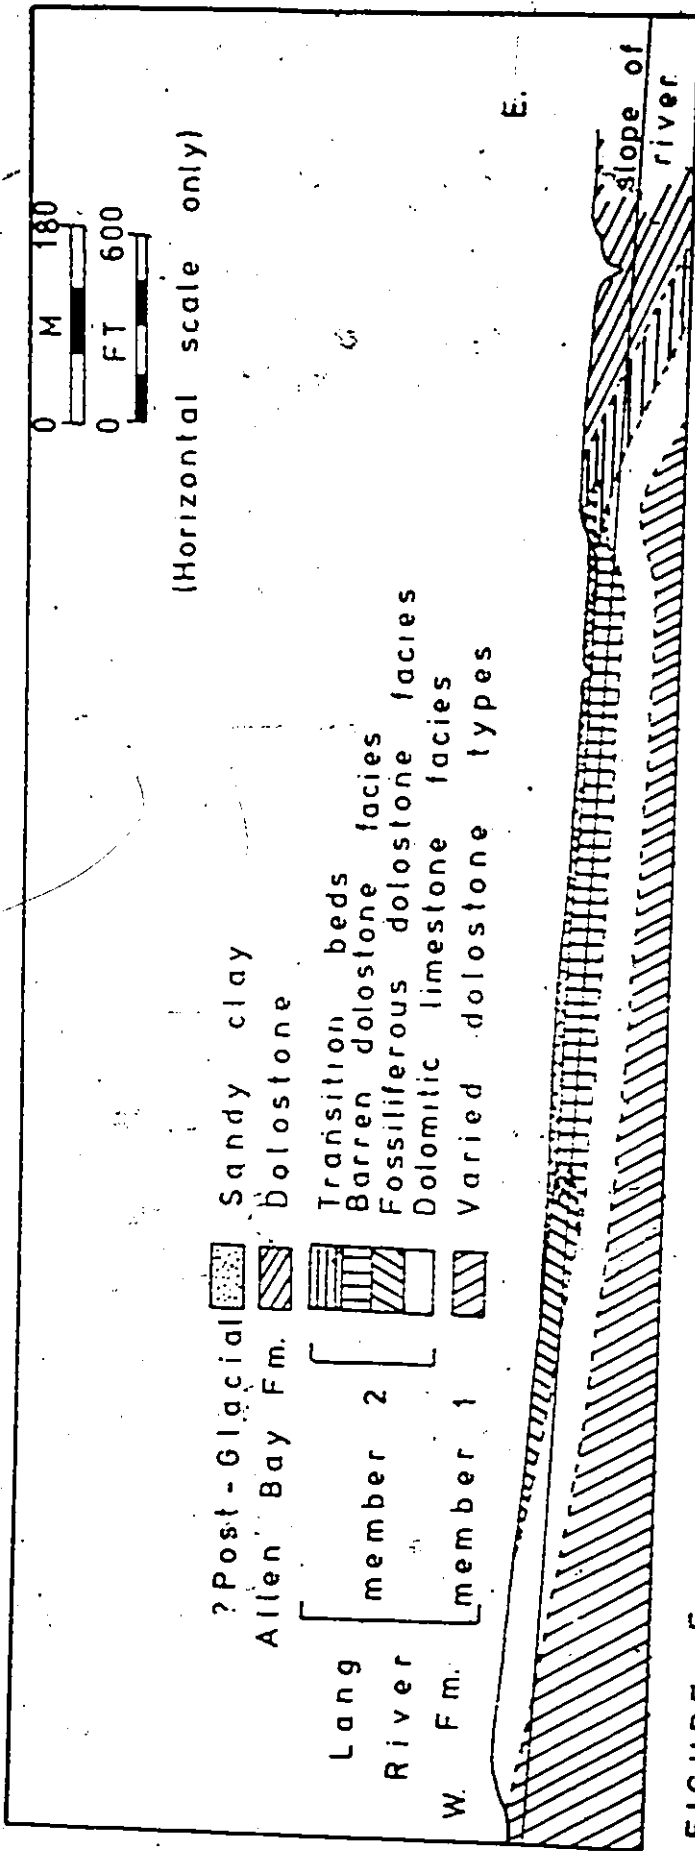 0 M 180
0 FT 600
(Horizontal scale only)
?Post-Glacial Sandy clay
Allen Bay Fm. Dolostone
Lang River Fm.
member 2
Transition beds
Barren dolostone facies
Fossiliferous dolostone facies
Dolomitic limestone facies
member 1 Varied dolostone types
W. E.
slope of
river